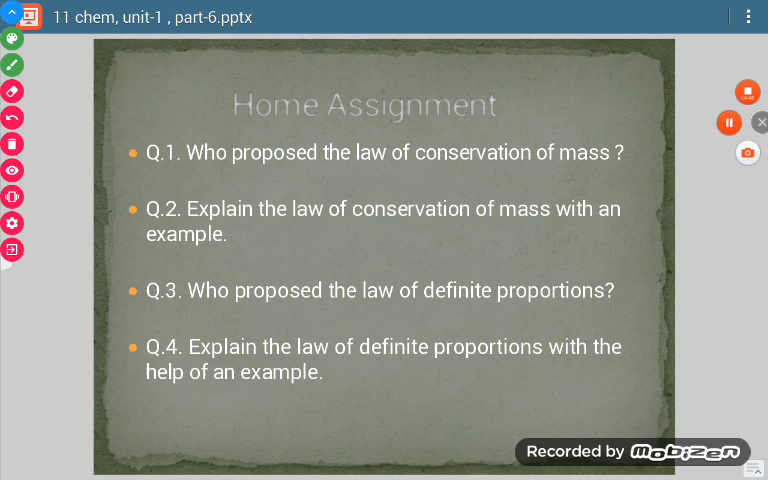 11 chem, unit-1 , part-6.pptx
Home Assignment
Q.1. Who proposed the law of conservation of mass ?
Q.2. Explain the law of conservation of mass with an
example.
Q.3. Who proposed the law of definite proportions?
Q.4. Explain the law of definite proportions with the
help of an example.
Recorded by Mobizen